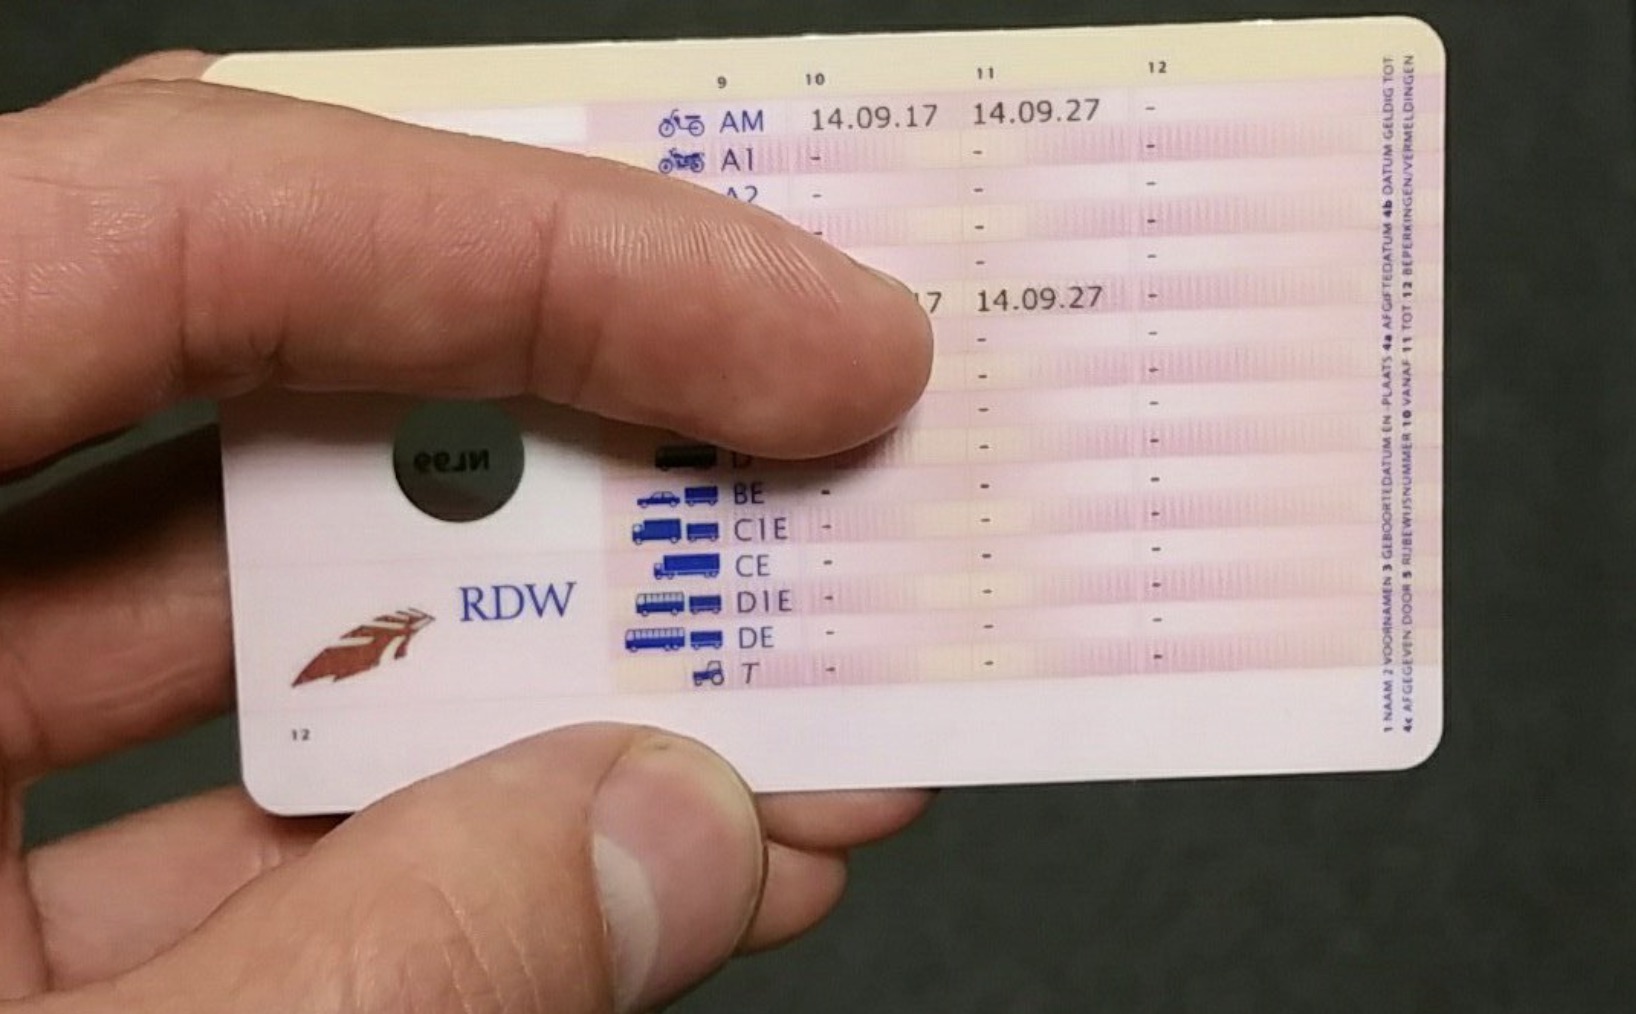 9 10 11 12
AM 14.09.17 14.09.27 -
A1 - - -
A2 - - -
- - -
- -
17 14.09.27 -
- -
- -
- -
D - -
BE - - -
C1E - - -
CE - - -
D1E - - -
DE - - -
T - - -
NL99
RDW
12
1 NAAM 2 VOORNAMEN 3 GEBOORTEDATUM EN -PLAATS 4a AFGIFTEDATUM 4b DATUM GELDIG TOT
4c AFGEGEVEN DOOR 5 RIJBEWIJSNUMMER 10 VANAF 11 TOT 12 BEPERKINGEN/VERMELDINGEN